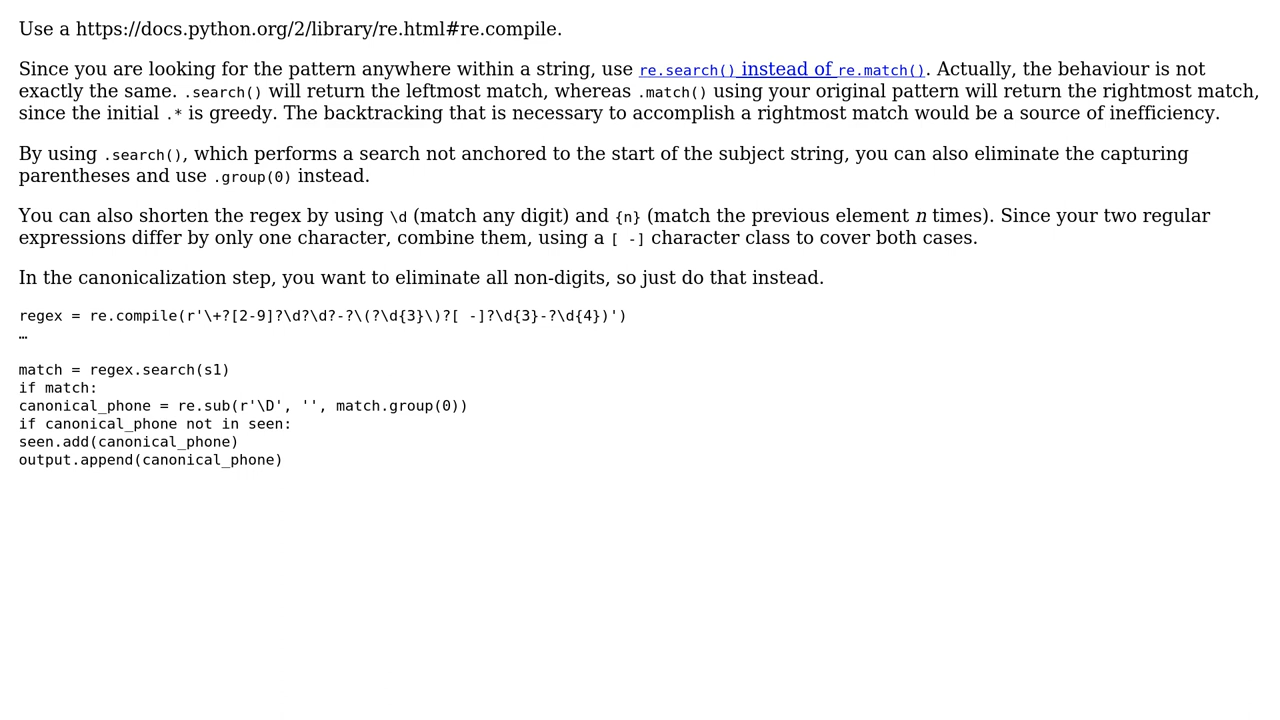 Use a https://docs.python.org/2/library/re.html#re.compile.
Since you are looking for the pattern anywhere within a string, use re.search() instead of re.match(). Actually, the behaviour is not
exactly the same. .search() will return the leftmost match, whereas .match() using your original pattern will return the rightmost match,
since the initial .* is greedy. The backtracking that is necessary to accomplish a rightmost match would be a source of inefficiency.
By using .search(), which performs a search not anchored to the start of the subject string, you can also eliminate the capturing
parentheses and use .group(0) instead.
You can also shorten the regex by using \d (match any digit) and {n} (match the previous element n times). Since your two regular
expressions differ by only one character, combine them, using a [ -] character class to cover both cases.
In the canonicalization step, you want to eliminate all non-digits, so just do that instead.
regex = re.compile(r'\+?[2-9]?\d?\d?-?\(?\d{3}\)?[ -]?\d{3}-?\d{4})')
…
match = regex.search(s1)
if match:
canonical_phone = re.sub(r'\D', '', match.group(0))
if canonical_phone not in seen:
seen.add(canonical_phone)
output.append(canonical_phone)